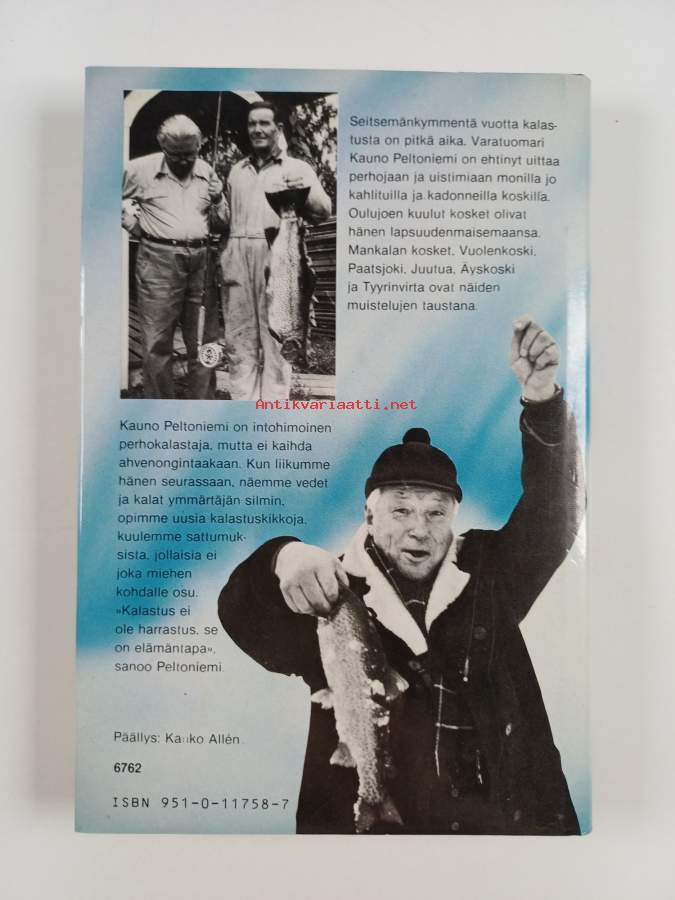 Seitsemänkymmentä vuotta kalas-
tusta on pitkä aika. Varatuomari
Kauno Peltoniemi on ehtinyt uittaa
perhojaan ja uistimiaan monilla jo
kahlituilla ja kadonneilla koskilla.
Oulujoen kuulut kosket olivat
hänen lapsuudenmaisemaansa.
Mankalan kosket, Vuolenkoski,
Paatsjoki, Juutua, Äyskoski
ja Tyyrinvirta ovat näiden
muistelujen taustana.
Antikvariaatti.net
Kauno Peltoniemi on intohimoinen
perhokalastaja, mutta ei kaihda
ahvenongintaakaan. Kun liikumme
hänen seurassaan, näemme vedet
ja kalat ymmärtäjän silmin,
opimme uusia kalastuskikkoja,
kuulemme sattumuk-
sista, jollaisia ei
joka miehen
kohdalle osu.
»Kalastus ei
ole harrastus, se
on elämäntapa»,
sanoo Peltoniemi.
Päällys: Kauko Allén
6762
ISBN 951-0-11758-7